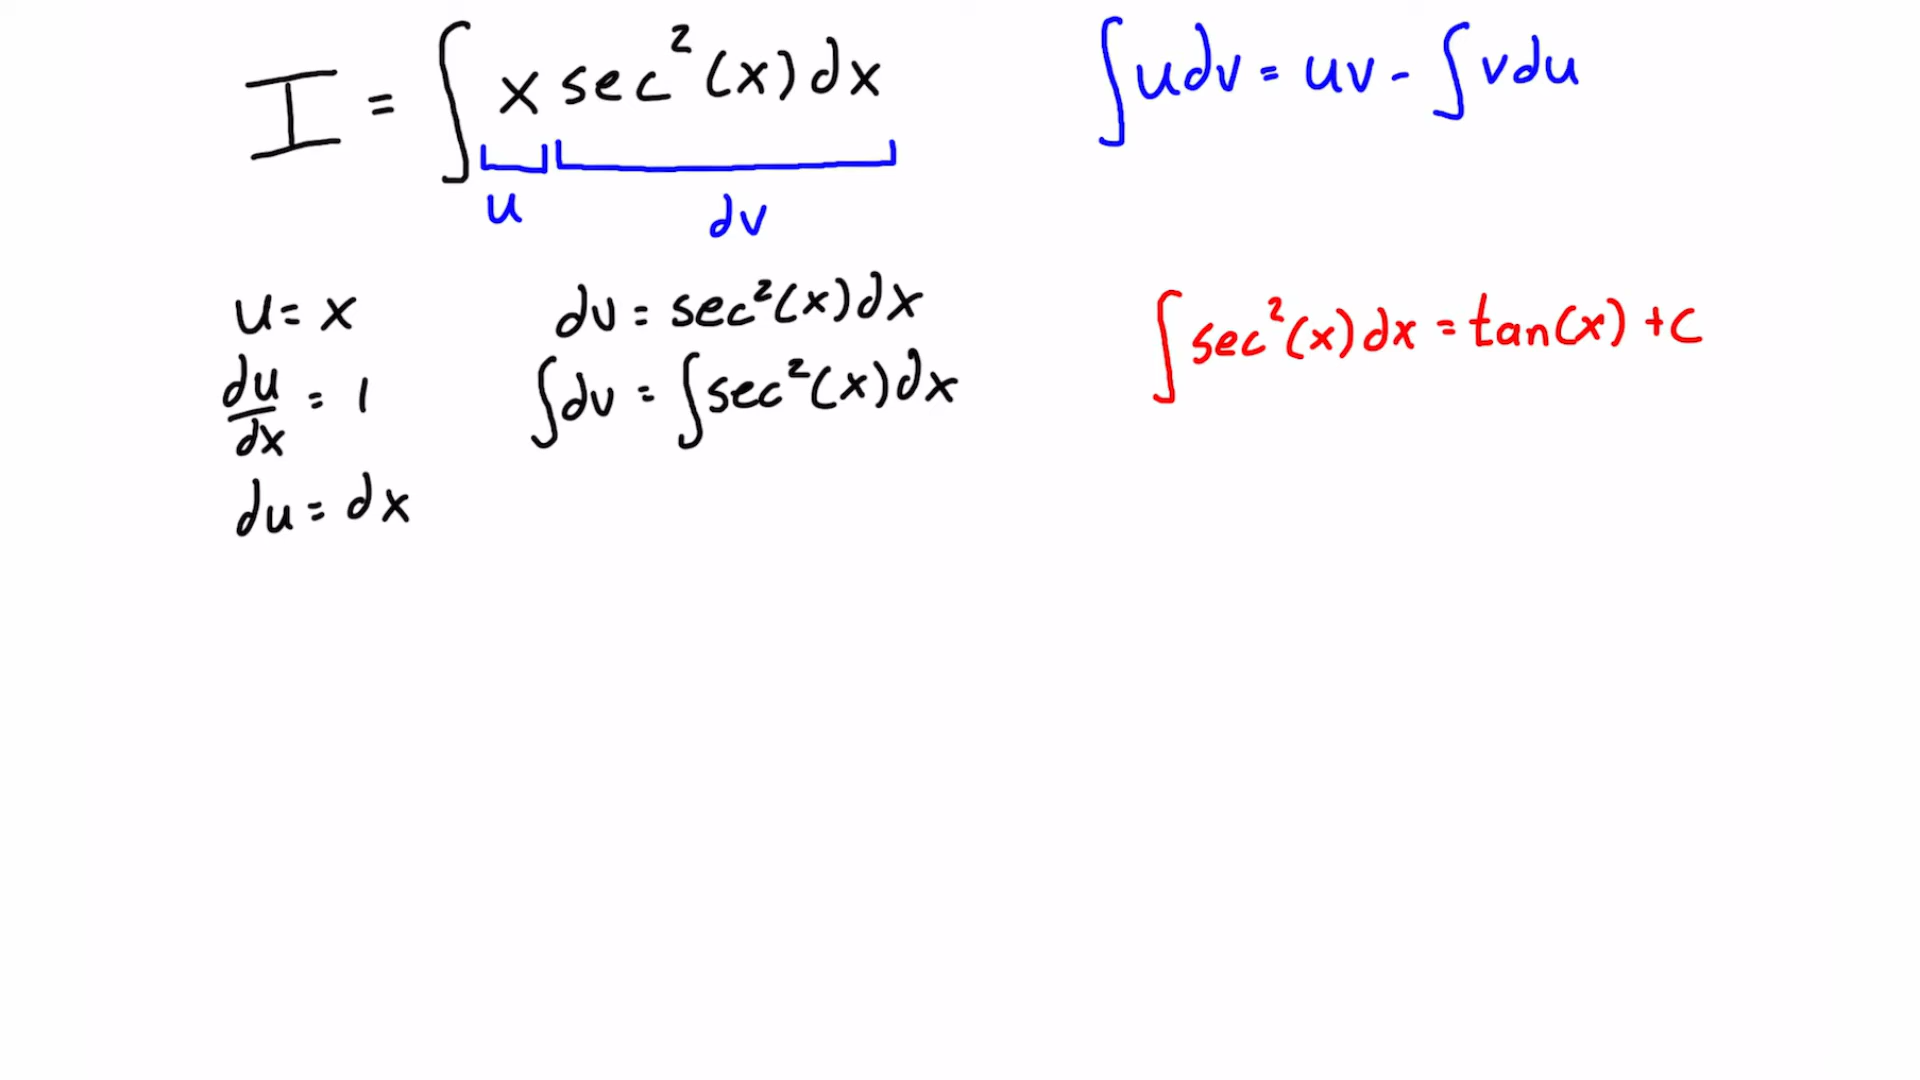 I = ∫ x sec²(x) dx
u dv
∫ u dv = uv - ∫ v du
u = x
du/dx = 1
du = dx
dv = sec²(x) dx
∫ dv = ∫ sec²(x) dx
∫ sec²(x) dx = tan(x) + C